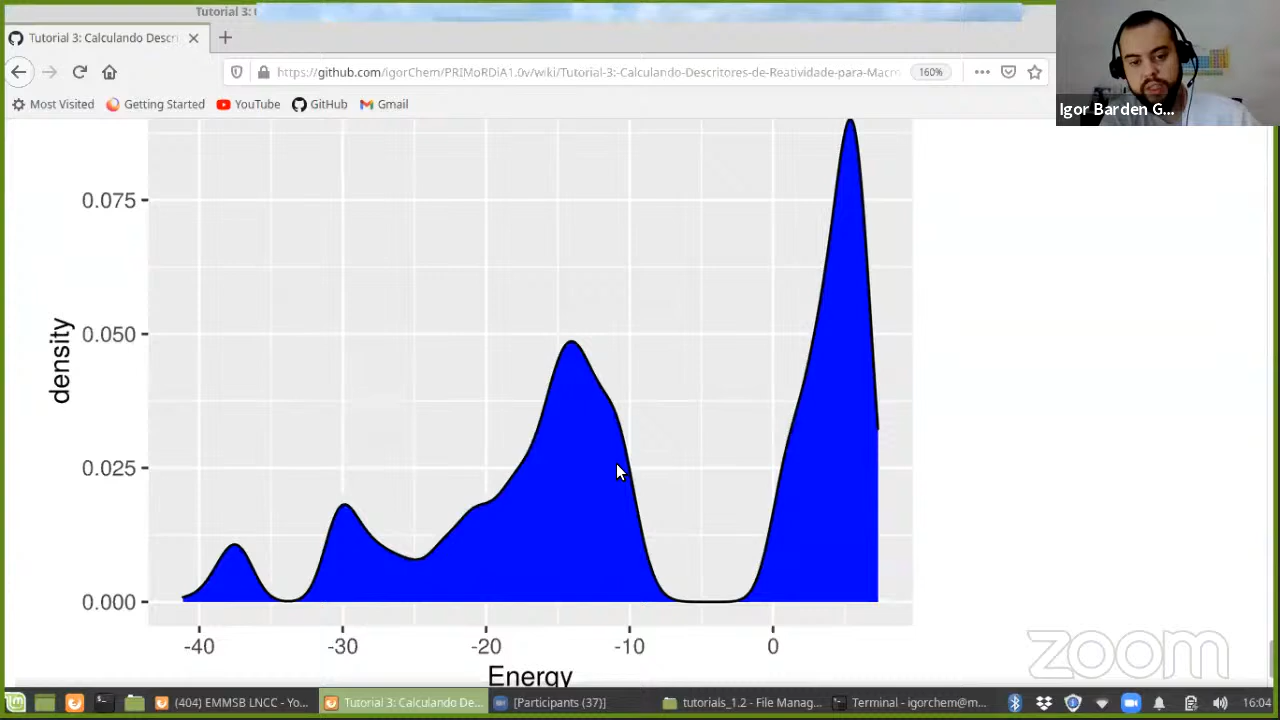 Tutorial 3:
Tutorial 3: Calculando Descri
https://github.com/igorChem/PRIMoRDiA1.0v/wiki/Tutorial-3:-Calculando-Descritores-de-Reatividade-para-Macro
160%
Most Visited
Getting Started
YouTube
GitHub
Gmail
Igor Barden G...
0.075
0.050
0.025
0.000
density
-40
-30
-20
-10
0
Energy
zoom
(404) EMMSB LNCC - Yo...
Tutorial 3: Calculando De...
[Participants (37)]
tutorials_1.2 - File Manag...
Terminal - igorchem@m...
16:04